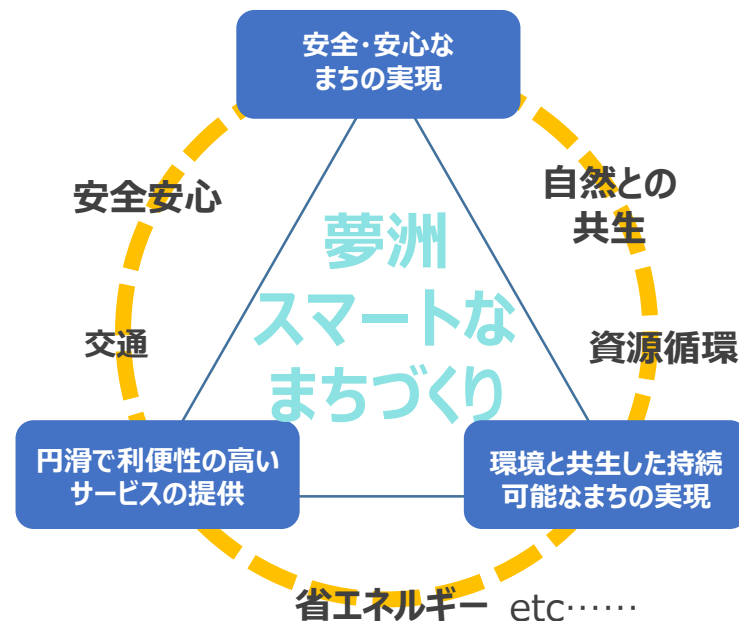 安全・安心な
まちの実現
安全安心
自然との
共生
夢洲
スマートな
まちづくり
交通
資源循環
円滑で利便性の高い
サービスの提供
環境と共生した持続
可能なまちの実現
省エネルギー etc……